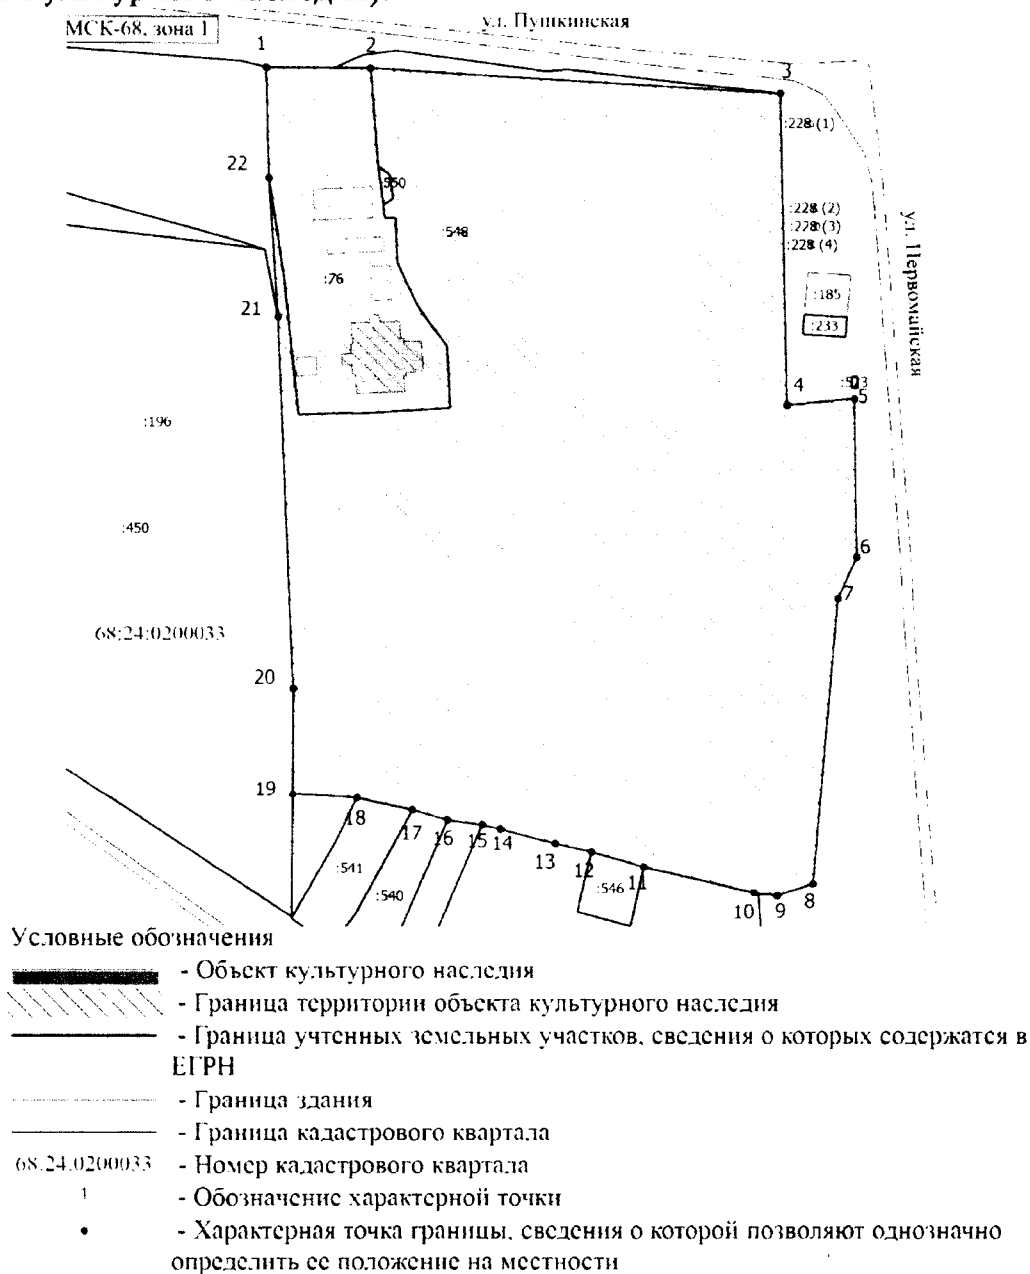 ул. Пушкинская
МСК-68, зона 1
1
2
3
:228 (1)
22
:550
:228 (2)
:228 (3)
:228 (4)
:548
ул. Первомайская
:76
:185
21
:233
4
5
:196
:450
6
7
68:24:0200033
20
19
18
17
16
15
14
13
12
11
10
9
8
:541
:540
:546
Условные обозначения
- Объект культурного наследия
- Граница территории объекта культурного наследия
- Граница учтенных земельных участков, сведения о которых содержатся в
ЕГРН
- Граница здания
- Граница кадастрового квартала
68.24.0200033 - Номер кадастрового квартала
1 - Обозначение характерной точки
- Характерная точка границы, сведения о которой позволяют однозначно
определить ее положение на местности